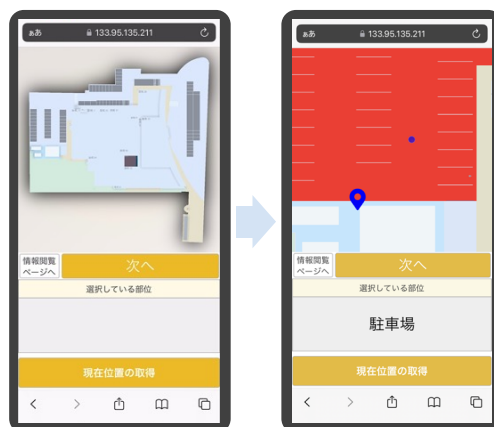 ぁあ 133.95.135.211
情報閲覧
ページへ
次へ
選択している部位
現在位置の取得
ぁあ 133.95.135.211
情報閲覧
ページへ
次へ
選択している部位
駐車場
現在位置の取得